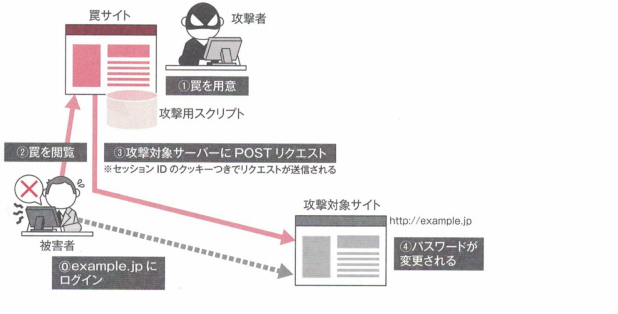 罠サイト
攻撃者
①罠を用意
攻撃用スクリプト
②罠を閲覧
③攻撃対象サーバーに POST リクエスト
※セッション ID のクッキーつきでリクエストが送信される
攻撃対象サイト
http://example.jp
被害者
④パスワードが
変更される
⓪example.jp に
ログイン